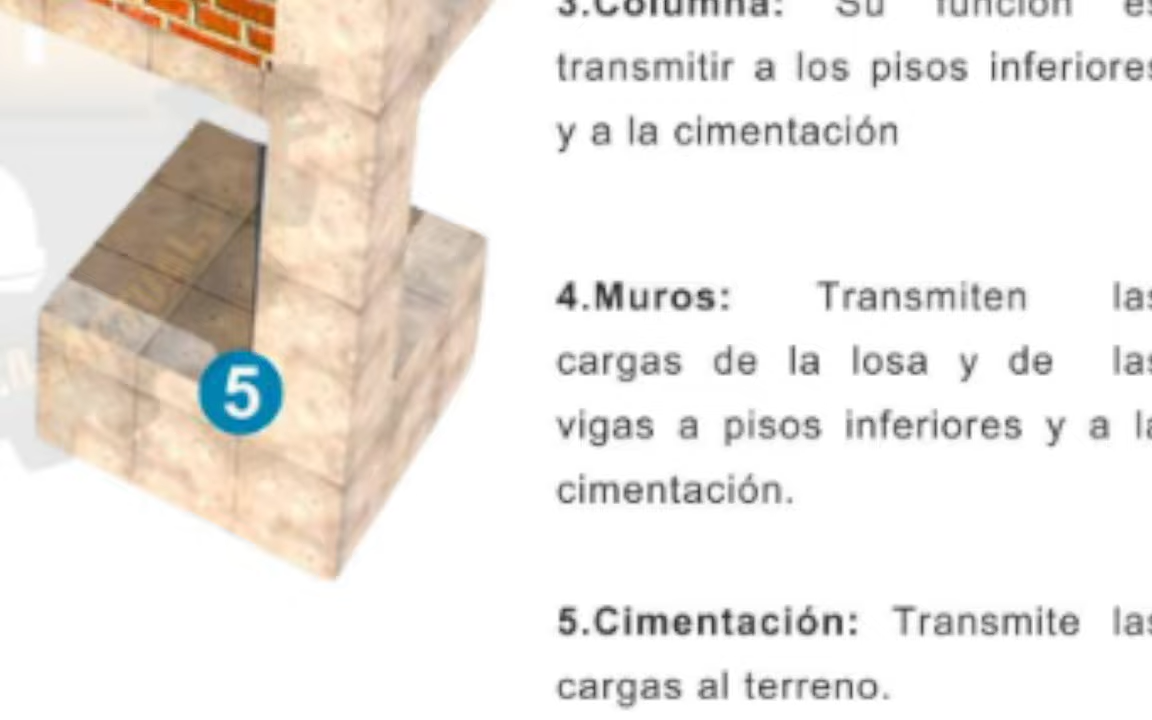 3.Columna: Su función es
transmitir a los pisos inferiores
y a la cimentación
4.Muros: Transmiten las
cargas de la losa y de las
vigas a pisos inferiores y a la
cimentación.
5
5.Cimentación: Transmite las
cargas al terreno.